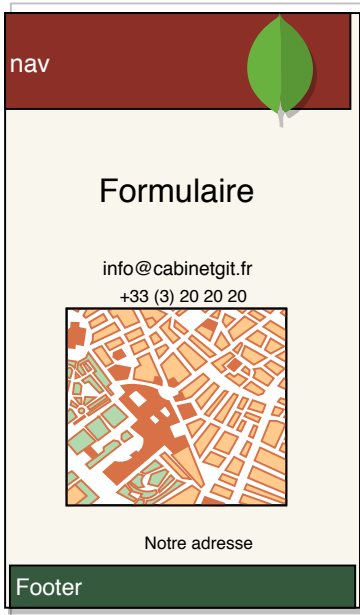 nav
Formulaire
info@cabinetgit.fr
+33 (3) 20 20 20
Notre adresse
Footer